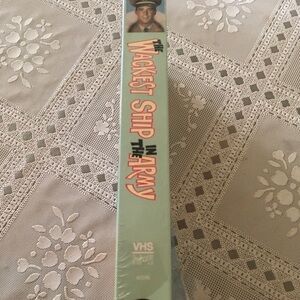 THE
WACKIEST SHIP
IN
THE
ARMY
VHS